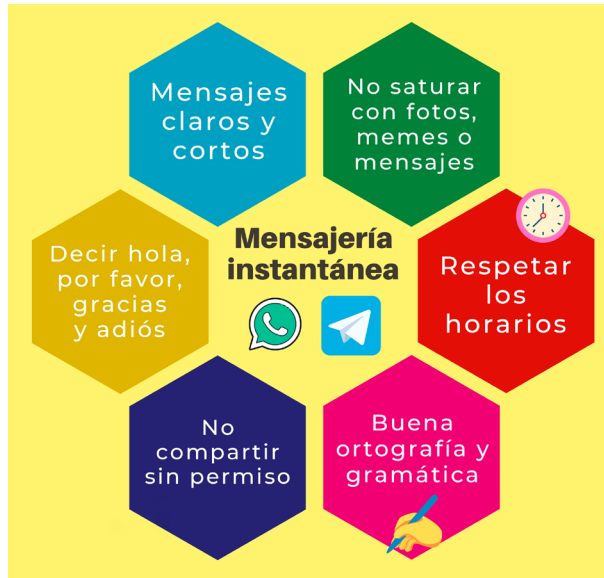 Mensajes
claros y
cortos
No saturar
con fotos,
memes o
mensajes
Decir hola,
por favor,
gracias
y adiós
Mensajería
instantánea
Respetar
los
horarios
No
compartir
sin permiso
Buena
ortografía y
gramática